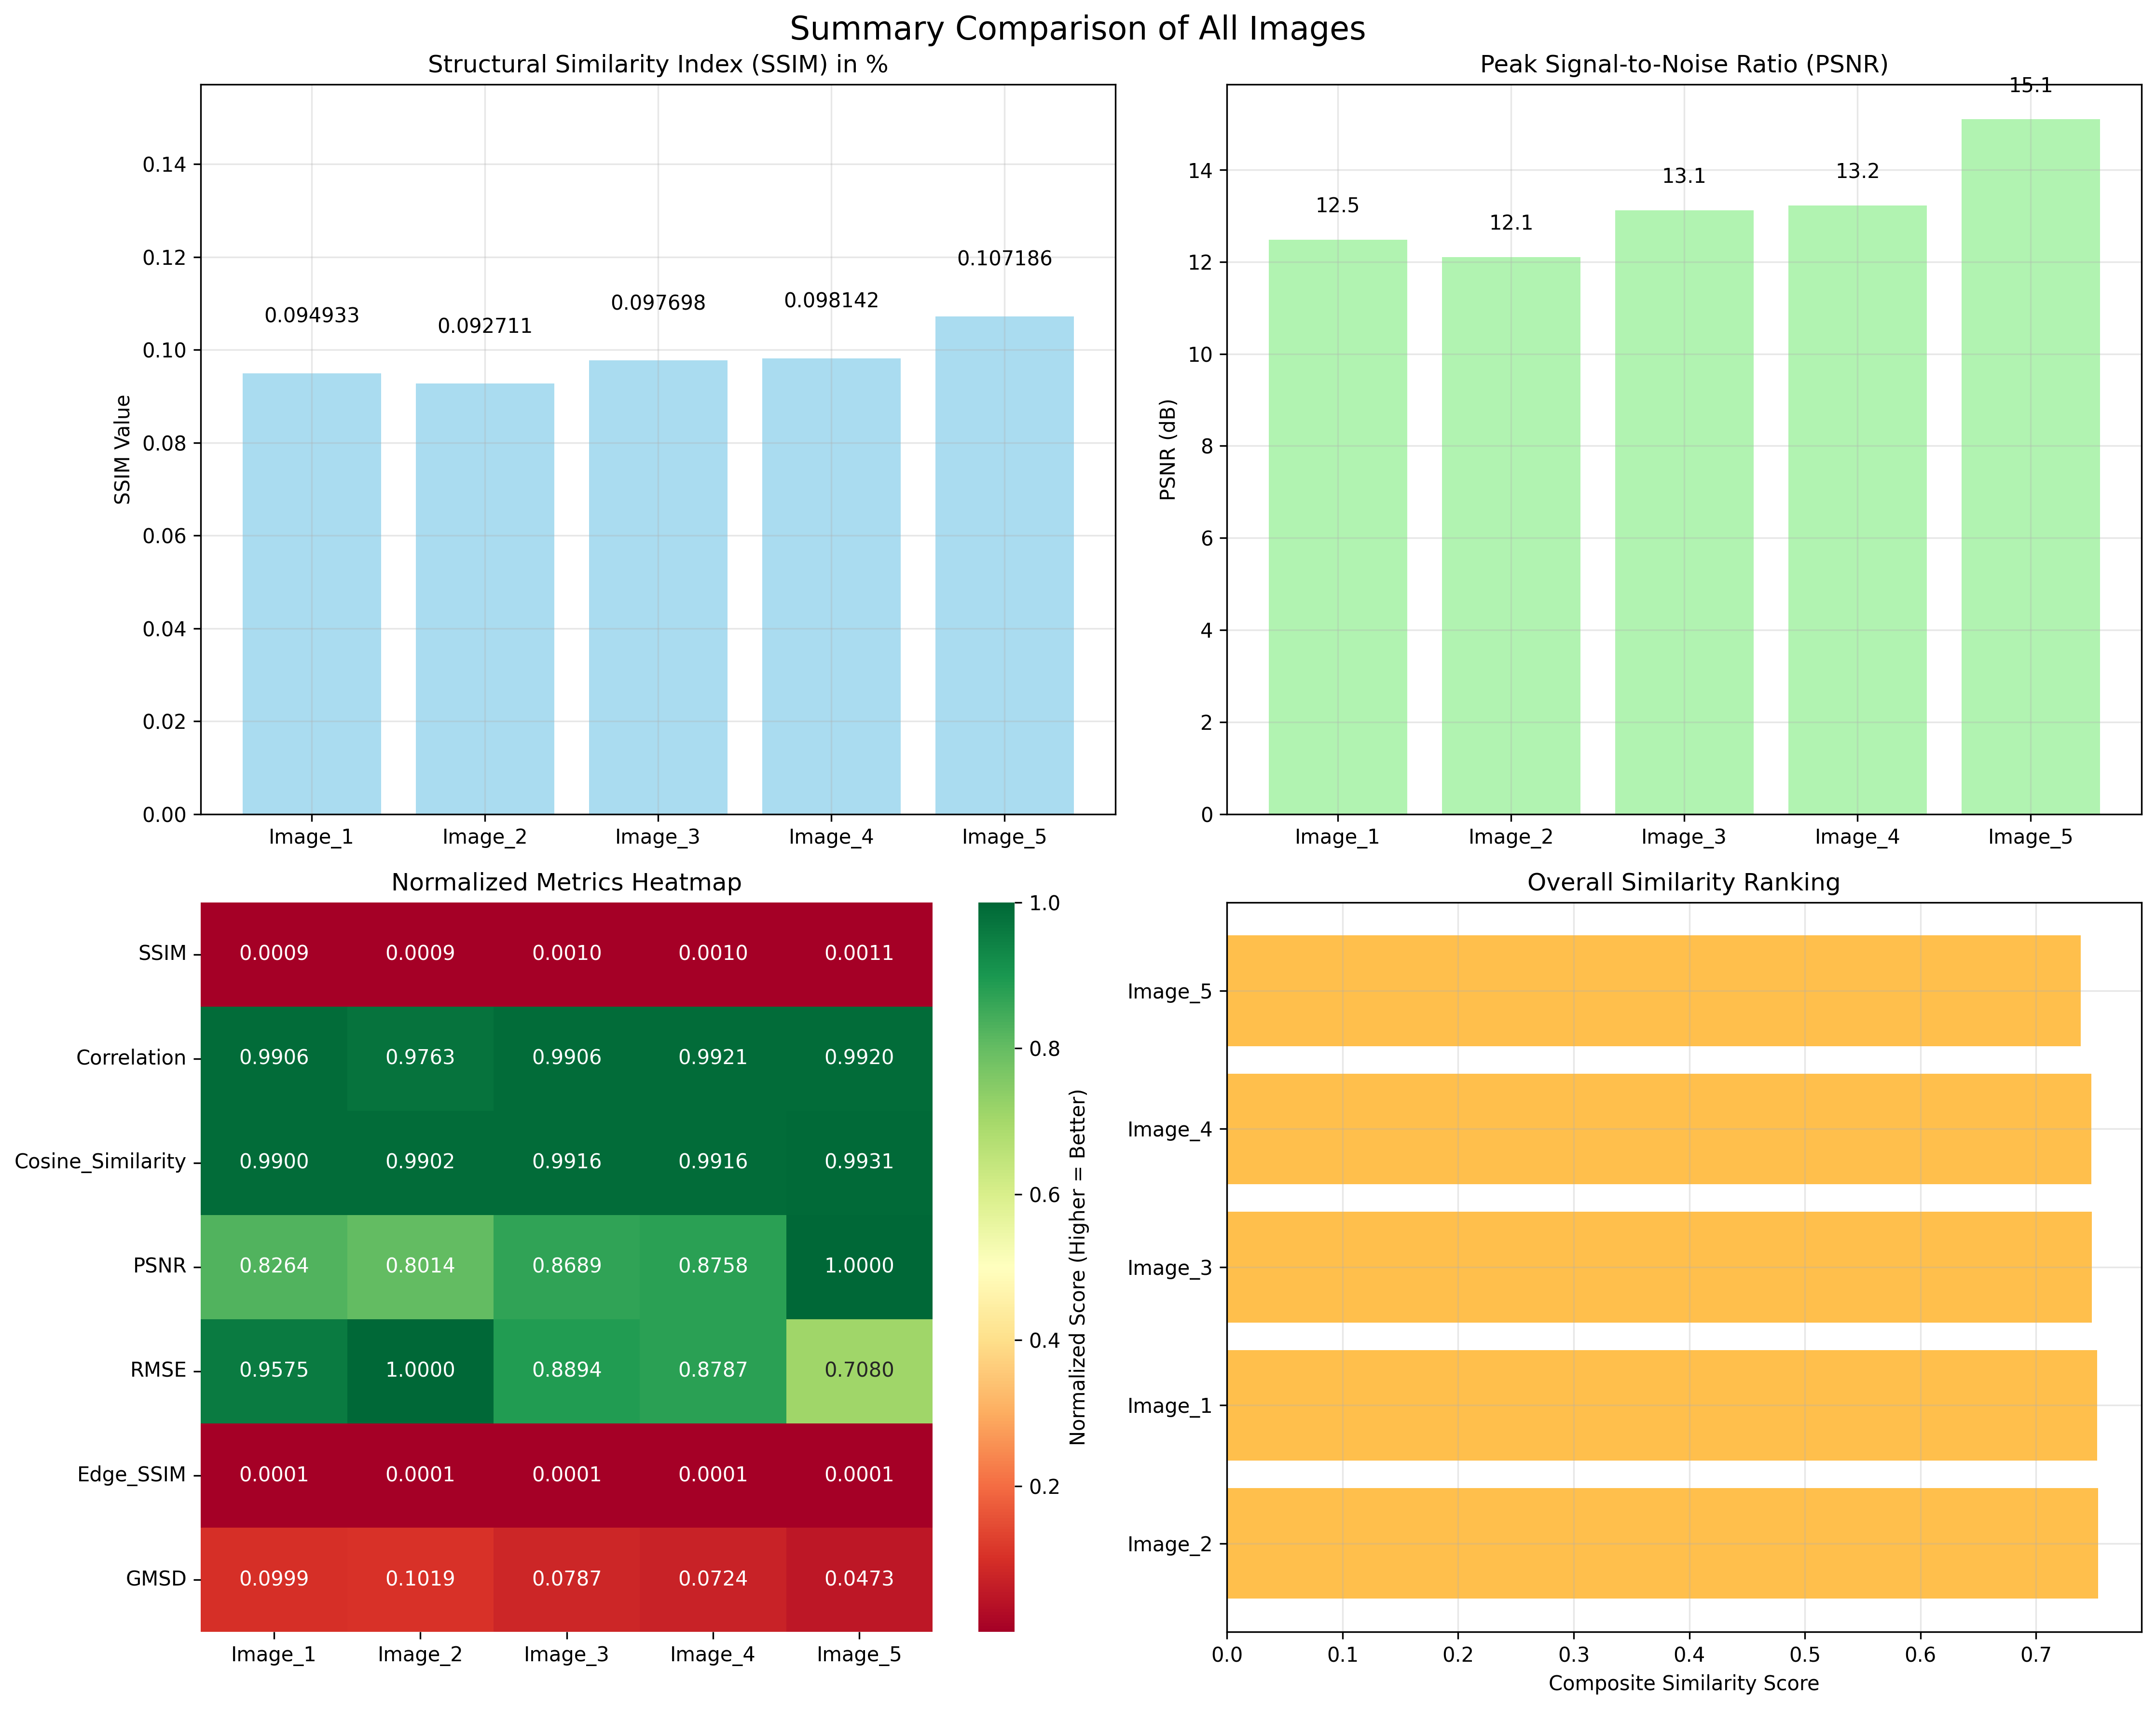 Summary Comparison of All Images
Structural Similarity Index (SSIM) in %
SSIM Value
0.14
0.12
0.10
0.08
0.06
0.04
0.02
0.00
0.094933
0.092711
0.097698
0.098142
0.107186
Image_1 Image_2 Image_3 Image_4 Image_5
Peak Signal-to-Noise Ratio (PSNR)
PSNR (dB)
14
12
10
8
6
4
2
0
12.5
12.1
13.1
13.2
15.1
Image_1 Image_2 Image_3 Image_4 Image_5
Normalized Metrics Heatmap
SSIM 0.0009 0.0009 0.0010 0.0010 0.0011
Correlation 0.9906 0.9763 0.9906 0.9921 0.9920
Cosine_Similarity 0.9900 0.9902 0.9916 0.9916 0.9931
PSNR 0.8264 0.8014 0.8689 0.8758 1.0000
RMSE 0.9575 1.0000 0.8894 0.8787 0.7080
Edge_SSIM 0.0001 0.0001 0.0001 0.0001 0.0001
GMSD 0.0999 0.1019 0.0787 0.0724 0.0473
Image_1 Image_2 Image_3 Image_4 Image_5
1.0
0.8
0.6
0.4
0.2
Normalized Score (Higher = Better)
Overall Similarity Ranking
Image_5
Image_4
Image_3
Image_1
Image_2
0.0 0.1 0.2 0.3 0.4 0.5 0.6 0.7
Composite Similarity Score